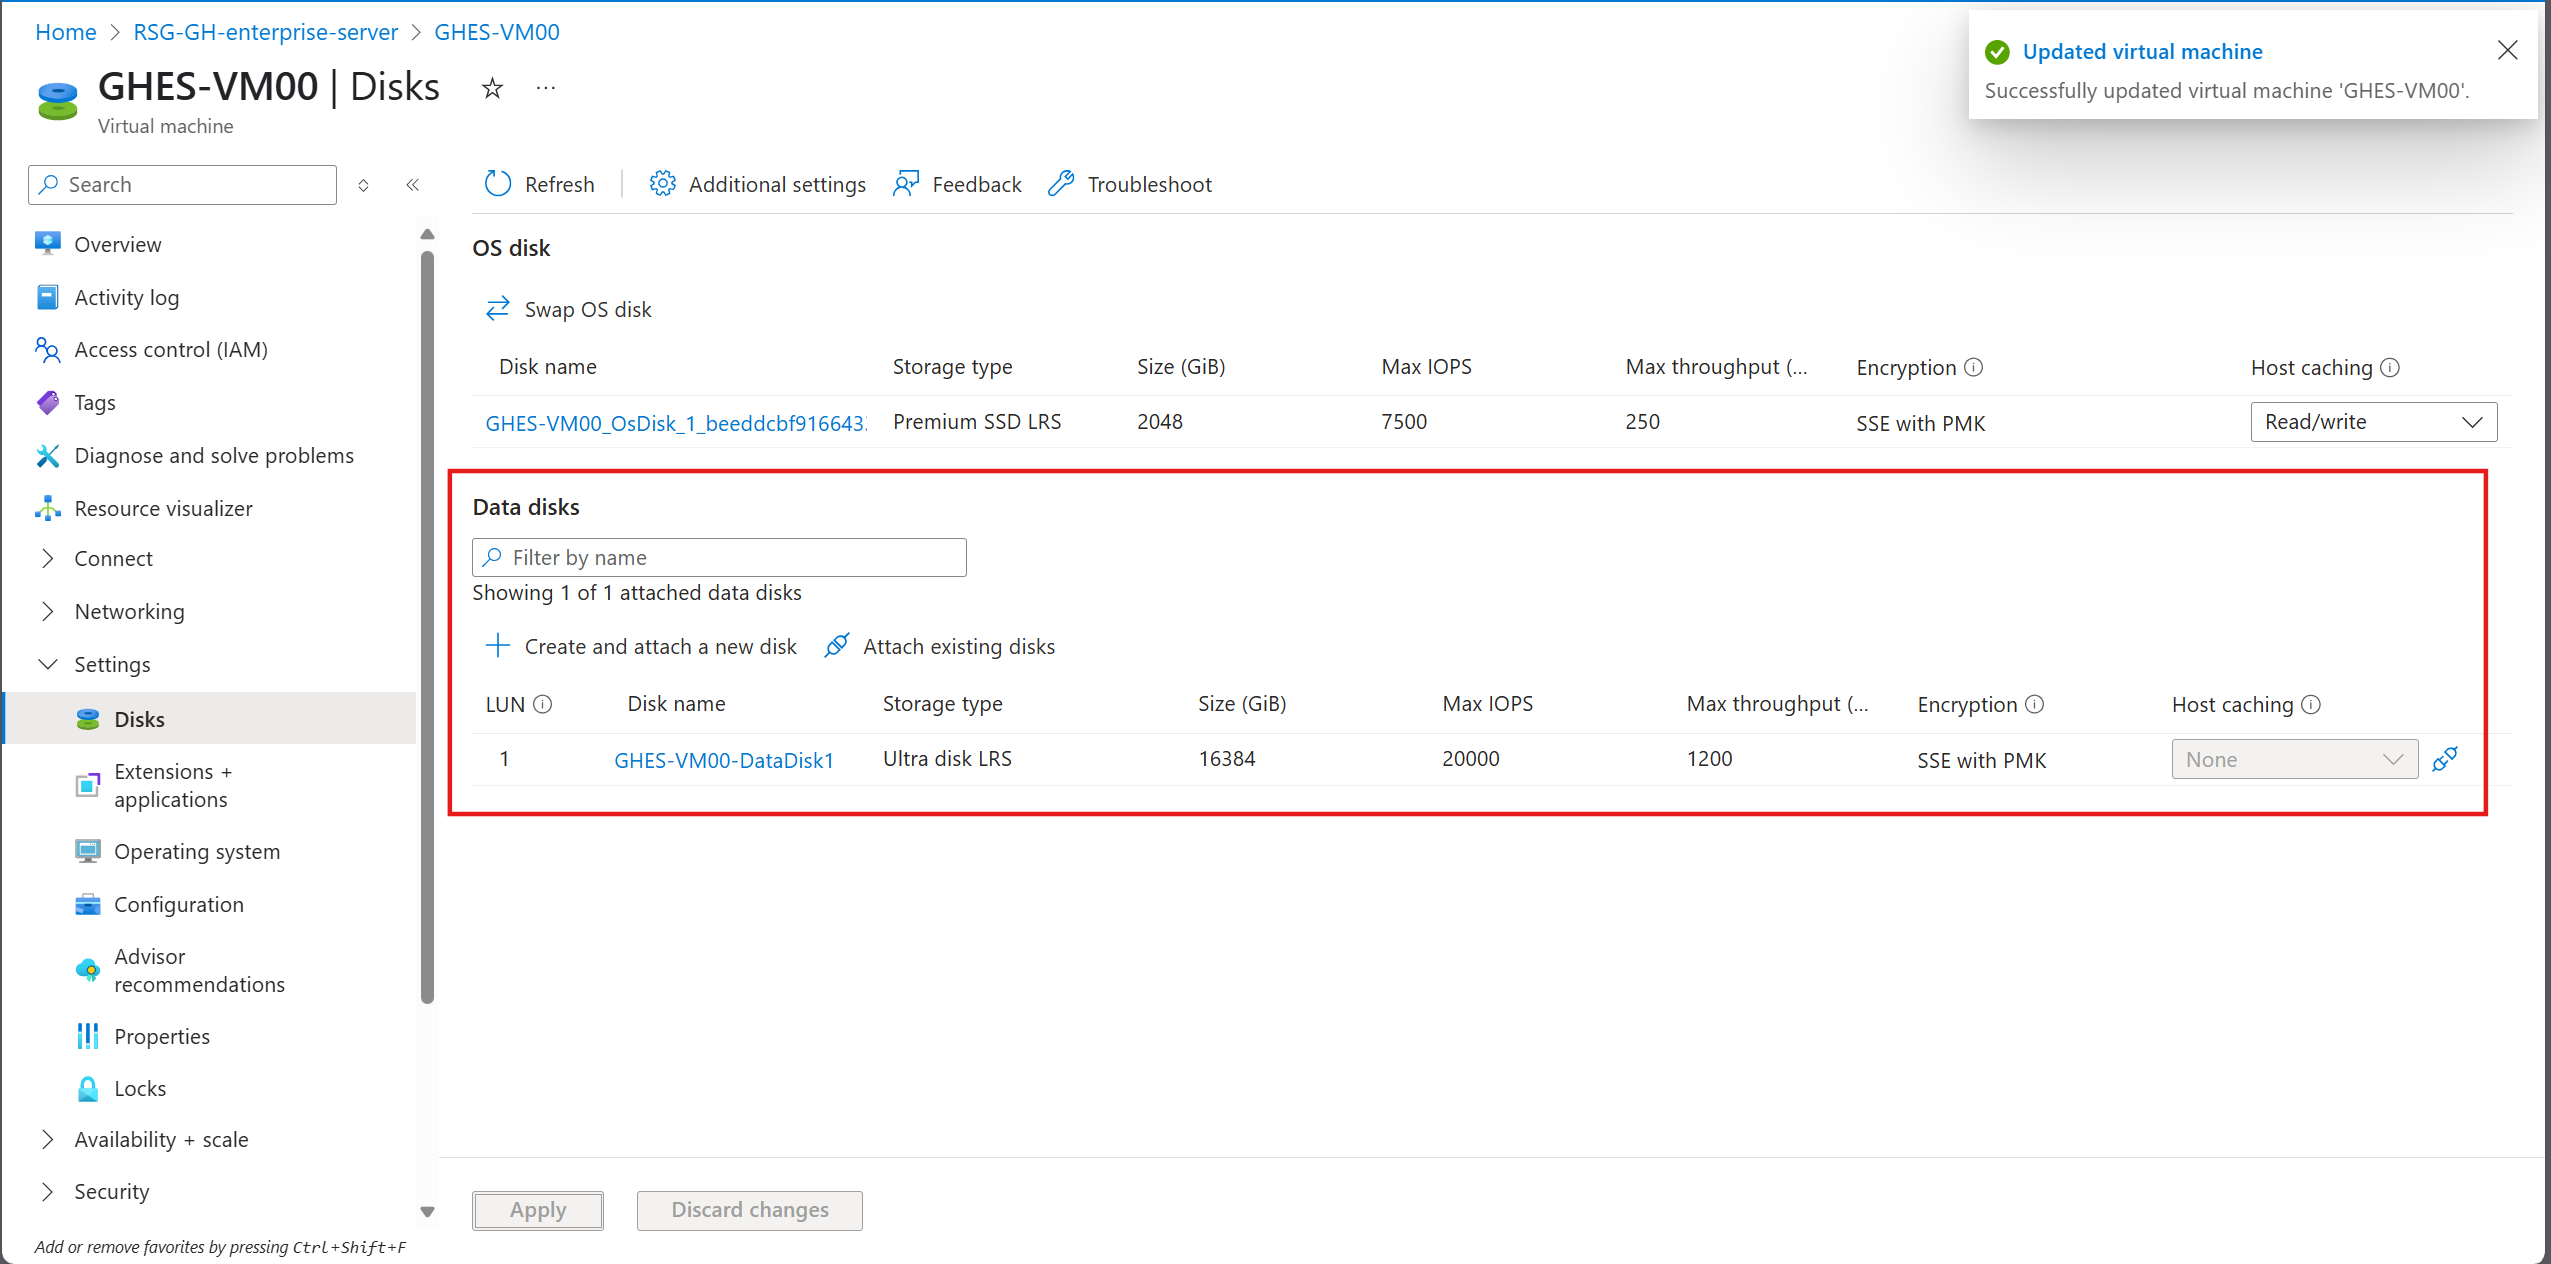 Home > RSG-GH-enterprise-server > GHES-VM00
GHES-VM00 | Disks
Virtual machine
Updated virtual machine
Successfully updated virtual machine 'GHES-VM00'.
Search
Overview
Activity log
Access control (IAM)
Tags
Diagnose and solve problems
Resource visualizer
Connect
Networking
Settings
Disks
Extensions +
applications
Operating system
Configuration
Advisor
recommendations
Properties
Locks
Availability + scale
Security
Add or remove favorites by pressing Ctrl+Shift+F
Refresh Additional settings Feedback Troubleshoot
OS disk
Swap OS disk
Disk name Storage type Size (GiB) Max IOPS Max throughput (... Encryption Host caching
GHES-VM00_OsDisk_1_beeddcbf916643 Premium SSD LRS 2048 7500 250 SSE with PMK Read/write
Data disks
Filter by name
Showing 1 of 1 attached data disks
Create and attach a new disk Attach existing disks
LUN Disk name Storage type Size (GiB) Max IOPS Max throughput (... Encryption Host caching
1 GHES-VM00-DataDisk1 Ultra disk LRS 16384 20000 1200 SSE with PMK None
Apply Discard changes